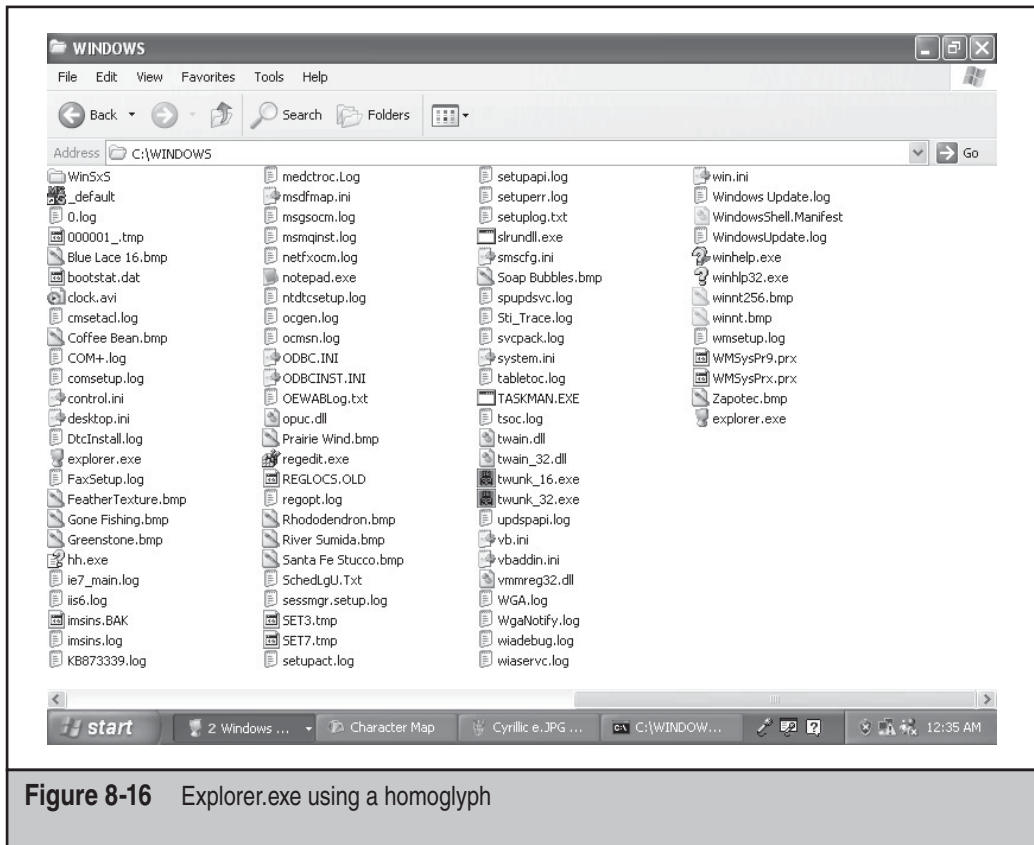 WINDOWS
File Edit View Favorites Tools Help
Back Search Folders
Address C:\WINDOWS Go
WinSxS
_default
0.log
000001_.tmp
Blue Lace 16.bmp
bootstat.dat
clock.avi
cmsetacl.log
Coffee Bean.bmp
COM+.log
comsetup.log
control.ini
desktop.ini
DtcInstall.log
explorer.exe
FaxSetup.log
FeatherTexture.bmp
Gone Fishing.bmp
Greenstone.bmp
hh.exe
ie7_main.log
iis6.log
imsins.BAK
imsins.log
KB873339.log
medctroc.Log
msdfmap.ini
msgsocm.log
msmqinst.log
netfxocm.log
notepad.exe
ntdtcsetup.log
ocgen.log
ocmsn.log
ODBC.INI
ODBCINST.INI
OEWABLog.txt
opuc.dll
Prairie Wind.bmp
regedit.exe
REGLOCS.OLD
regopt.log
Rhododendron.bmp
River Sumida.bmp
Santa Fe Stucco.bmp
SchedLgU.Txt
sessmgr.setup.log
SET3.tmp
SET7.tmp
setupact.log
setupapi.log
setuperr.log
setuplog.txt
slrundll.exe
smscfg.ini
Soap Bubbles.bmp
spupdsvc.log
Sti_Trace.log
svcpack.log
system.ini
tabletoc.log
TASKMAN.EXE
tsoc.log
twain.dll
twain_32.dll
twunk_16.exe
twunk_32.exe
updspapi.log
vb.ini
vbaddin.ini
vmmreg32.dll
WGA.log
WgaNotify.log
wiadebug.log
wiaservc.log
win.ini
Windows Update.log
WindowsShell.Manifest
WindowsUpdate.log
winhelp.exe
winhlp32.exe
winnt256.bmp
winnt.bmp
wmsetup.log
WMSysPr9.prx
WMSysPrx.prx
Zapotec.bmp
explorer.exe
start 2 Windows ... Character Map Cyrillic e.JPG ... C:\WINDOW... 12:35 AM
Figure 8-16 Explorer.exe using a homoglyph